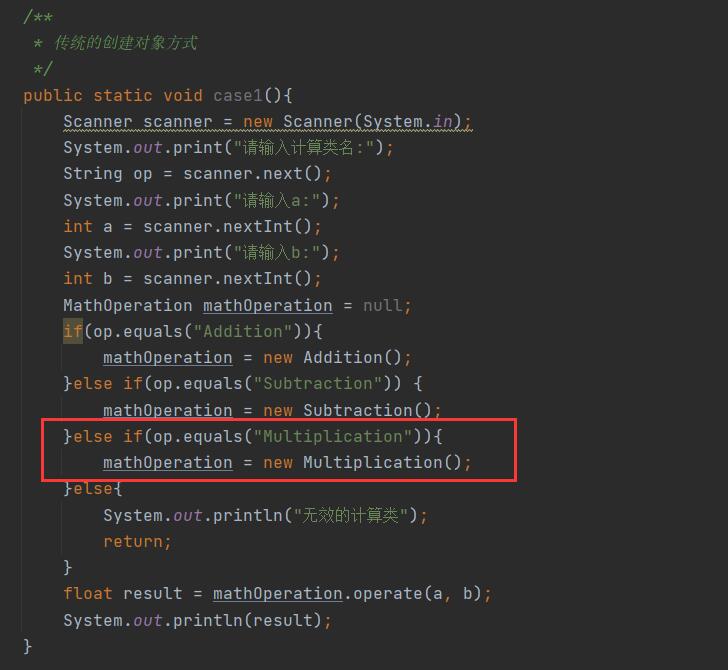 /**
 * 传统的创建对象方式
 */
public static void case1(){
    Scanner scanner = new Scanner(System.in);
    System.out.print("请输入计算类名:");
    String op = scanner.next();
    System.out.print("请输入a:");
    int a = scanner.nextInt();
    System.out.print("请输入b:");
    int b = scanner.nextInt();
    MathOperation mathOperation = null;
    if(op.equals("Addition")){
        mathOperation = new Addition();
    }else if(op.equals("Subtraction")) {
        mathOperation = new Subtraction();
    }else if(op.equals("Multiplication")){
        mathOperation = new Multiplication();
    }else{
        System.out.println("无效的计算类");
        return;
    }
    float result = mathOperation.operate(a, b);
    System.out.println(result);
}